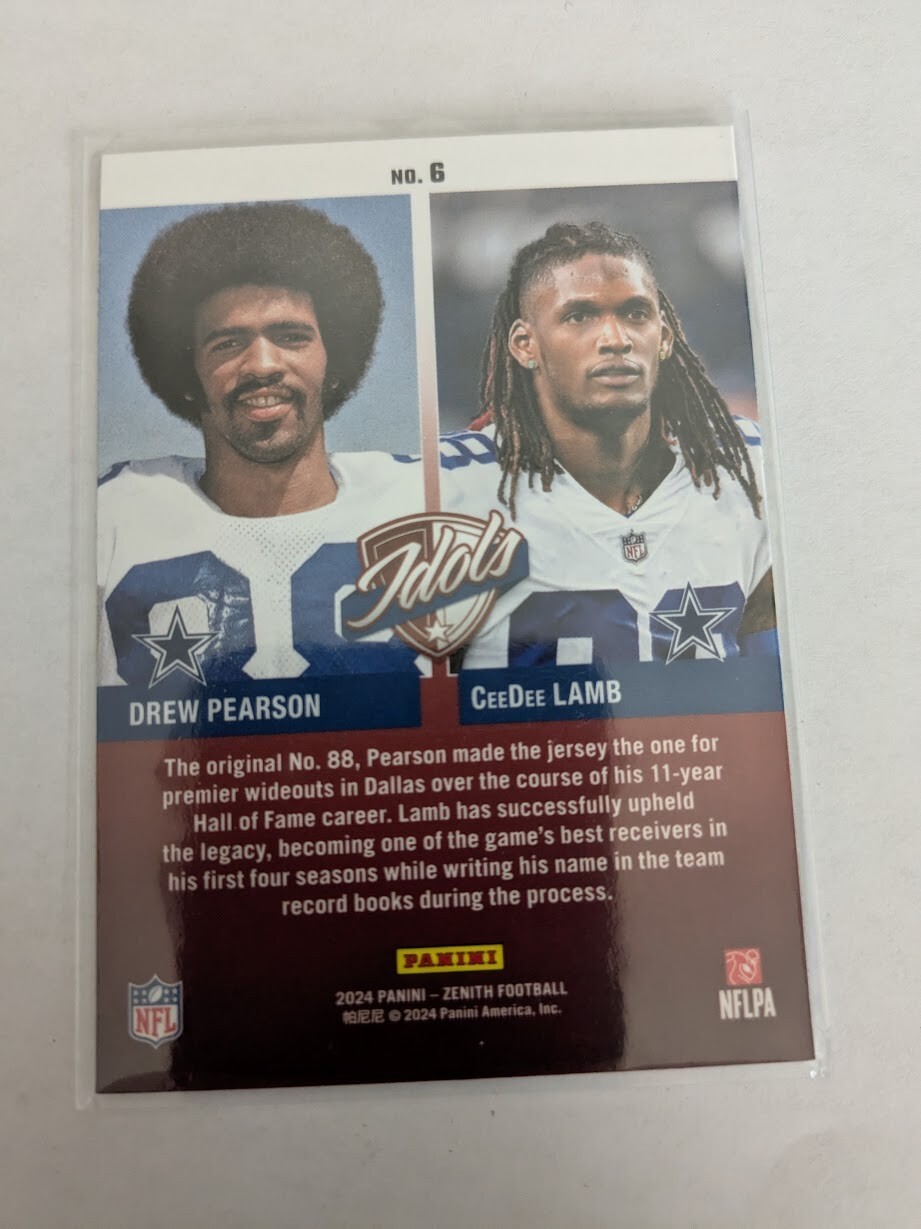 NO. 6
Idols
DREW PEARSON
CEEDEE LAMB
The original No. 88, Pearson made the jersey the one for
premier wideouts in Dallas over the course of his 11-year
Hall of Fame career. Lamb has successfully upheld
the legacy, becoming one of the game's best receivers in
his first four seasons while writing his name in the team
record books during the process.
PANINI
2024 PANINI – ZENITH FOOTBALL
帕尼尼 © 2024 Panini America, Inc.
NFL
NFLPA
NFL